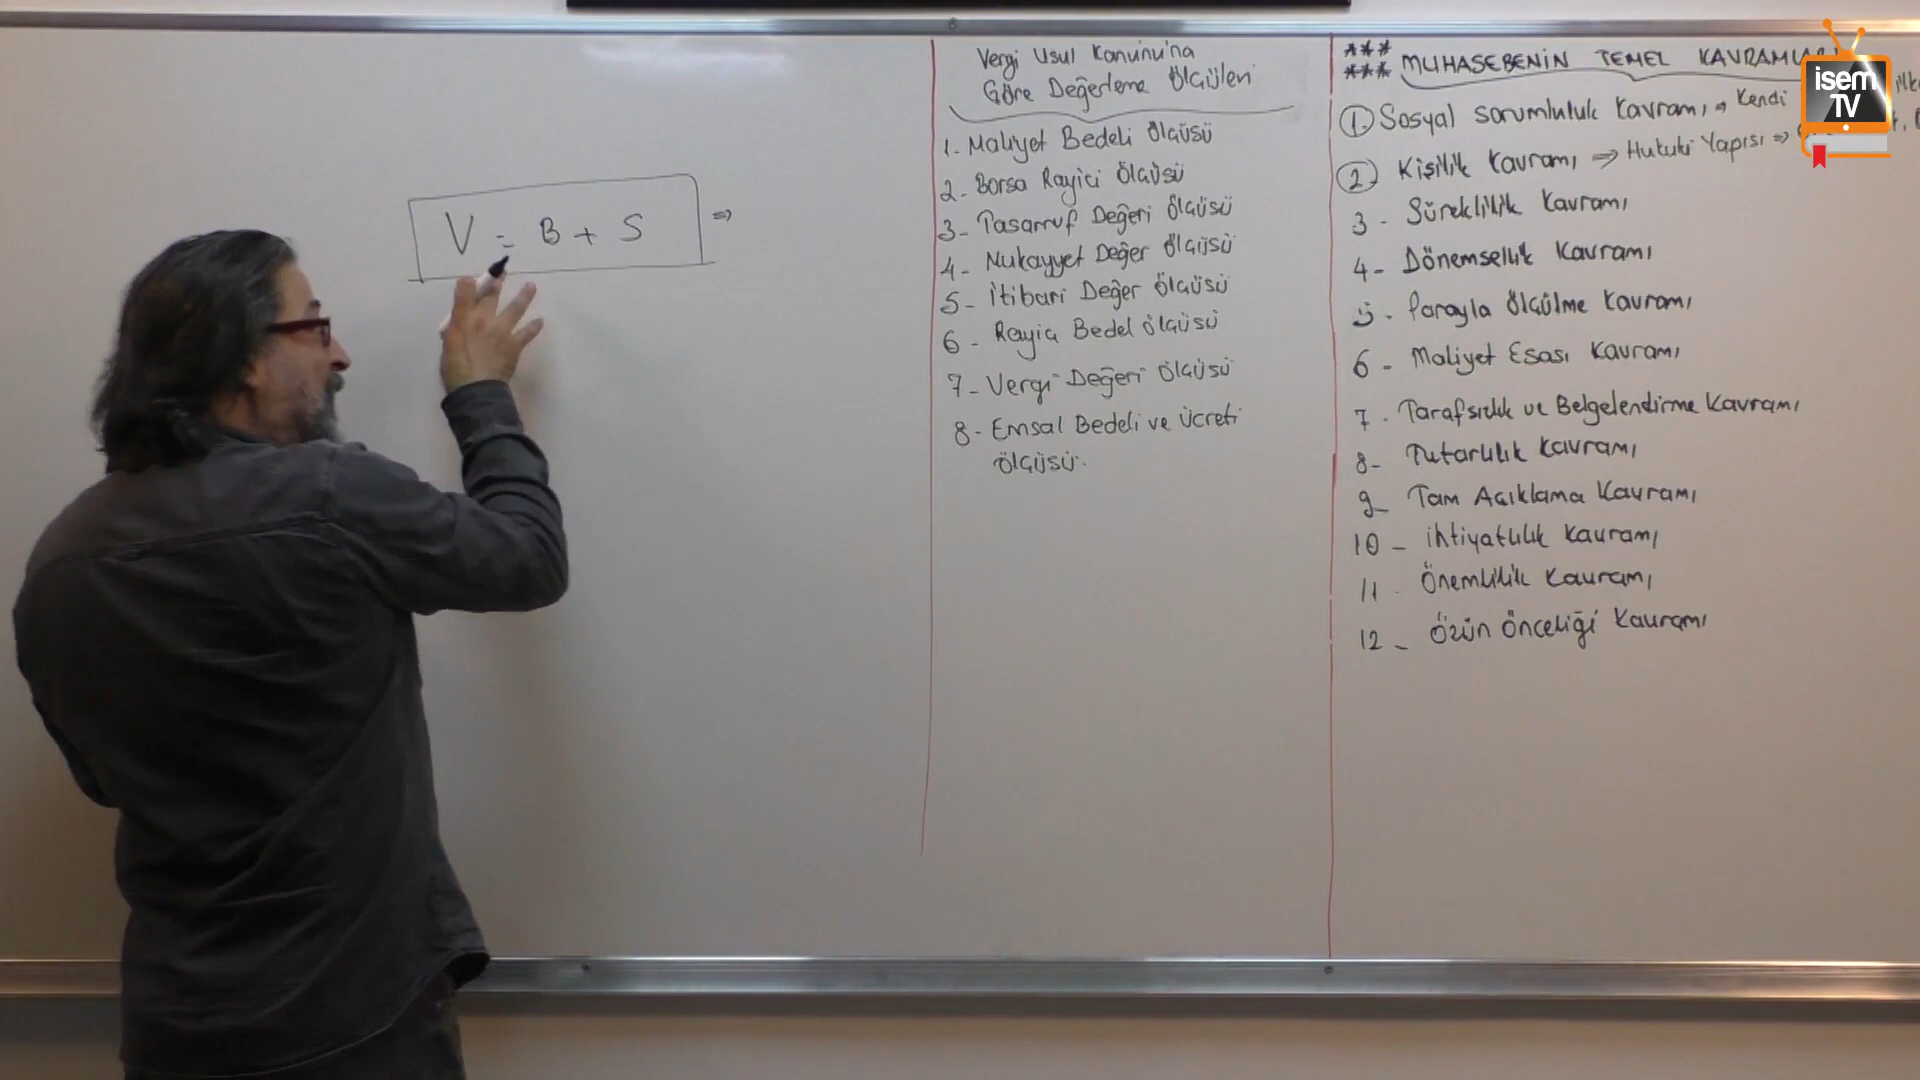 V = B + S ⇒
Vergi Usul Kanunu'na
Göre Değerleme Ölçüleri
1- Maliyet Bedeli Ölçüsü
2- Borsa Rayici Ölçüsü
3- Tasarruf Değeri Ölçüsü
4- Mukayyet Değer Ölçüsü
5- İtibari Değer Ölçüsü
6- Rayiç Bedel Ölçüsü
7- Vergi Değeri Ölçüsü
8- Emsal Bedeli ve Ücreti
Ölçüsü.
*** MUHASEBENİN TEMEL
***
1. Sosyal sorumluluk kavramı, ⇒ Kendi
2) Kişilik kavramı ⇒ Hukuki Yapısı ⇒
3- Süreklilik Kavramı
4- Dönemsellik Kavramı
5- Parayla Ölçülme Kavramı
6- Maliyet Esası Kavramı
7. Tarafsızlık ve Belgelendirme Kavramı
8- Tutarlılık Kavramı
9- Tam Açıklama Kavramı
10- İhtiyatlılık Kavramı
11- Önemlilik Kavramı
12- Özün Önceliği Kavramı
isem
TV